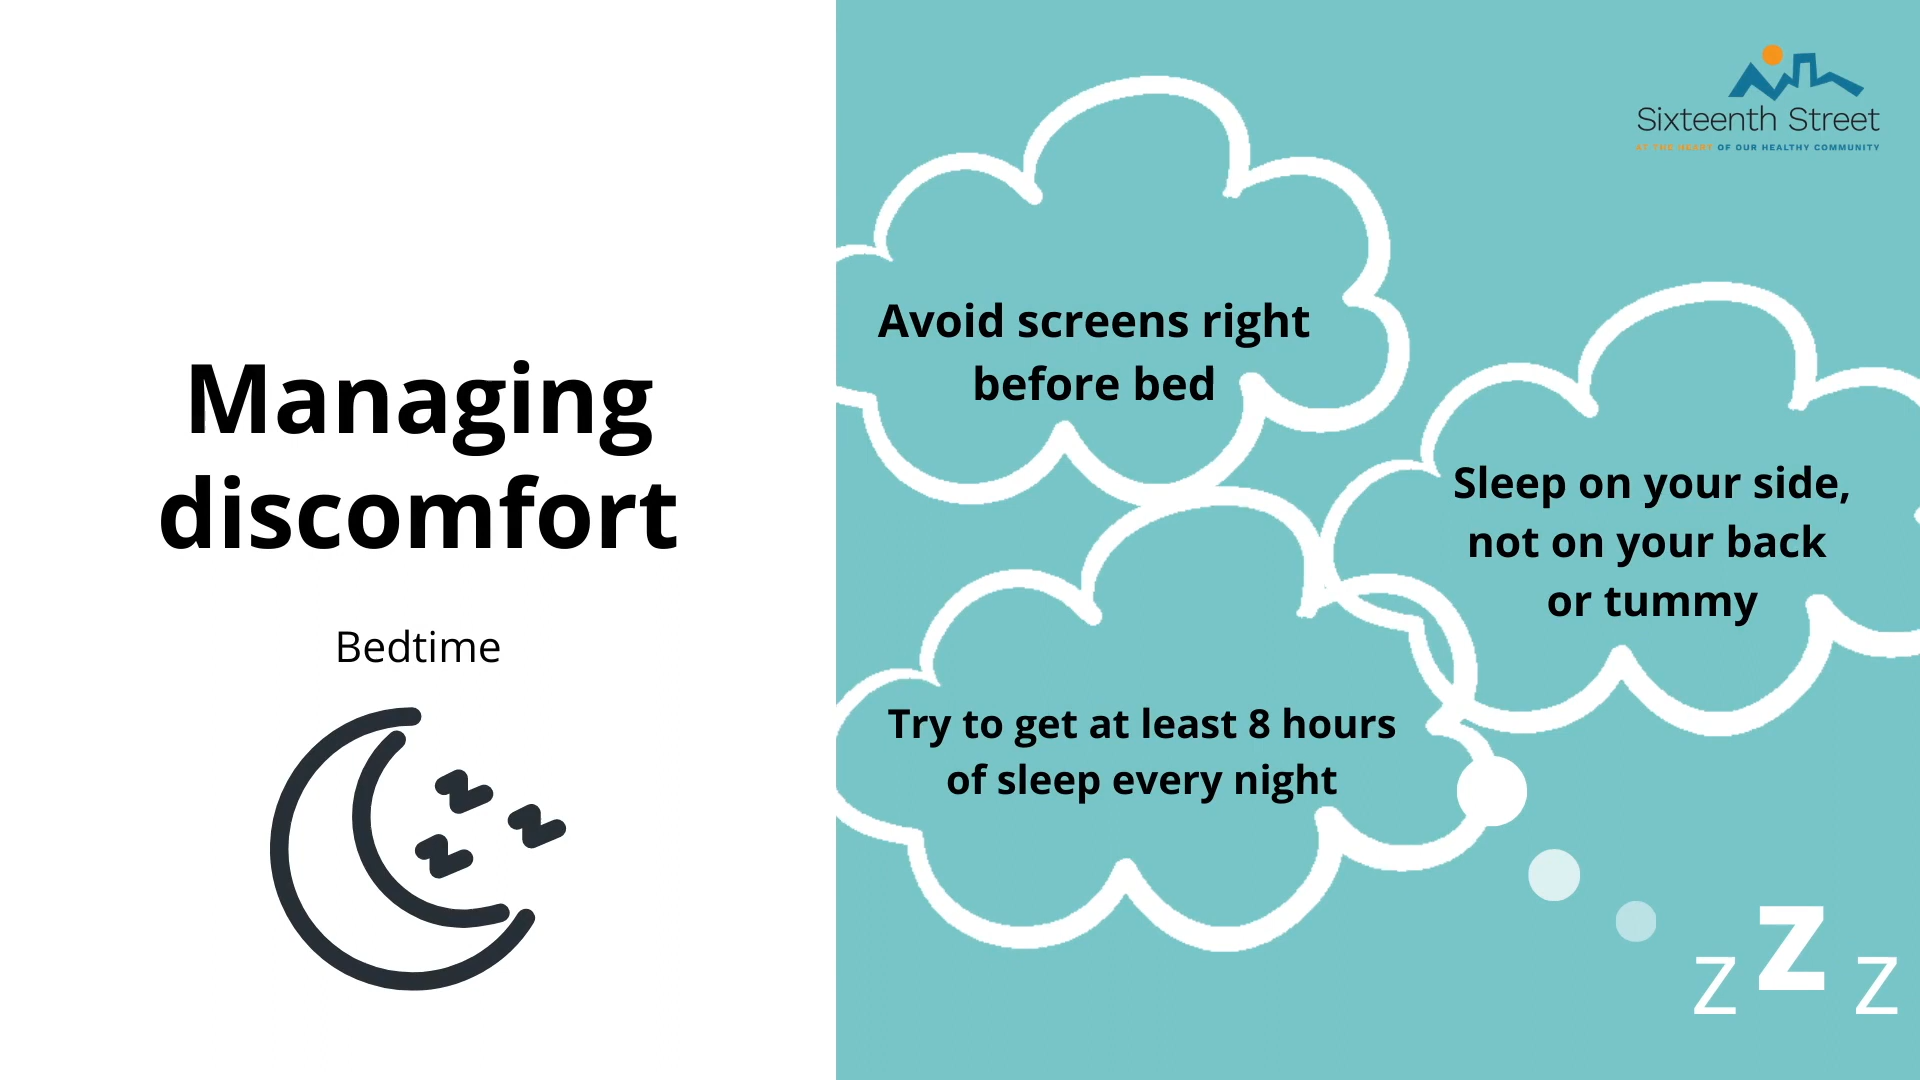 Managing
discomfort
Bedtime
Sixteenth Street
AT THE HEART OF OUR HEALTHY COMMUNITY
Avoid screens right
before bed
Sleep on your side,
not on your back
or tummy
Try to get at least 8 hours
of sleep every night
z z z